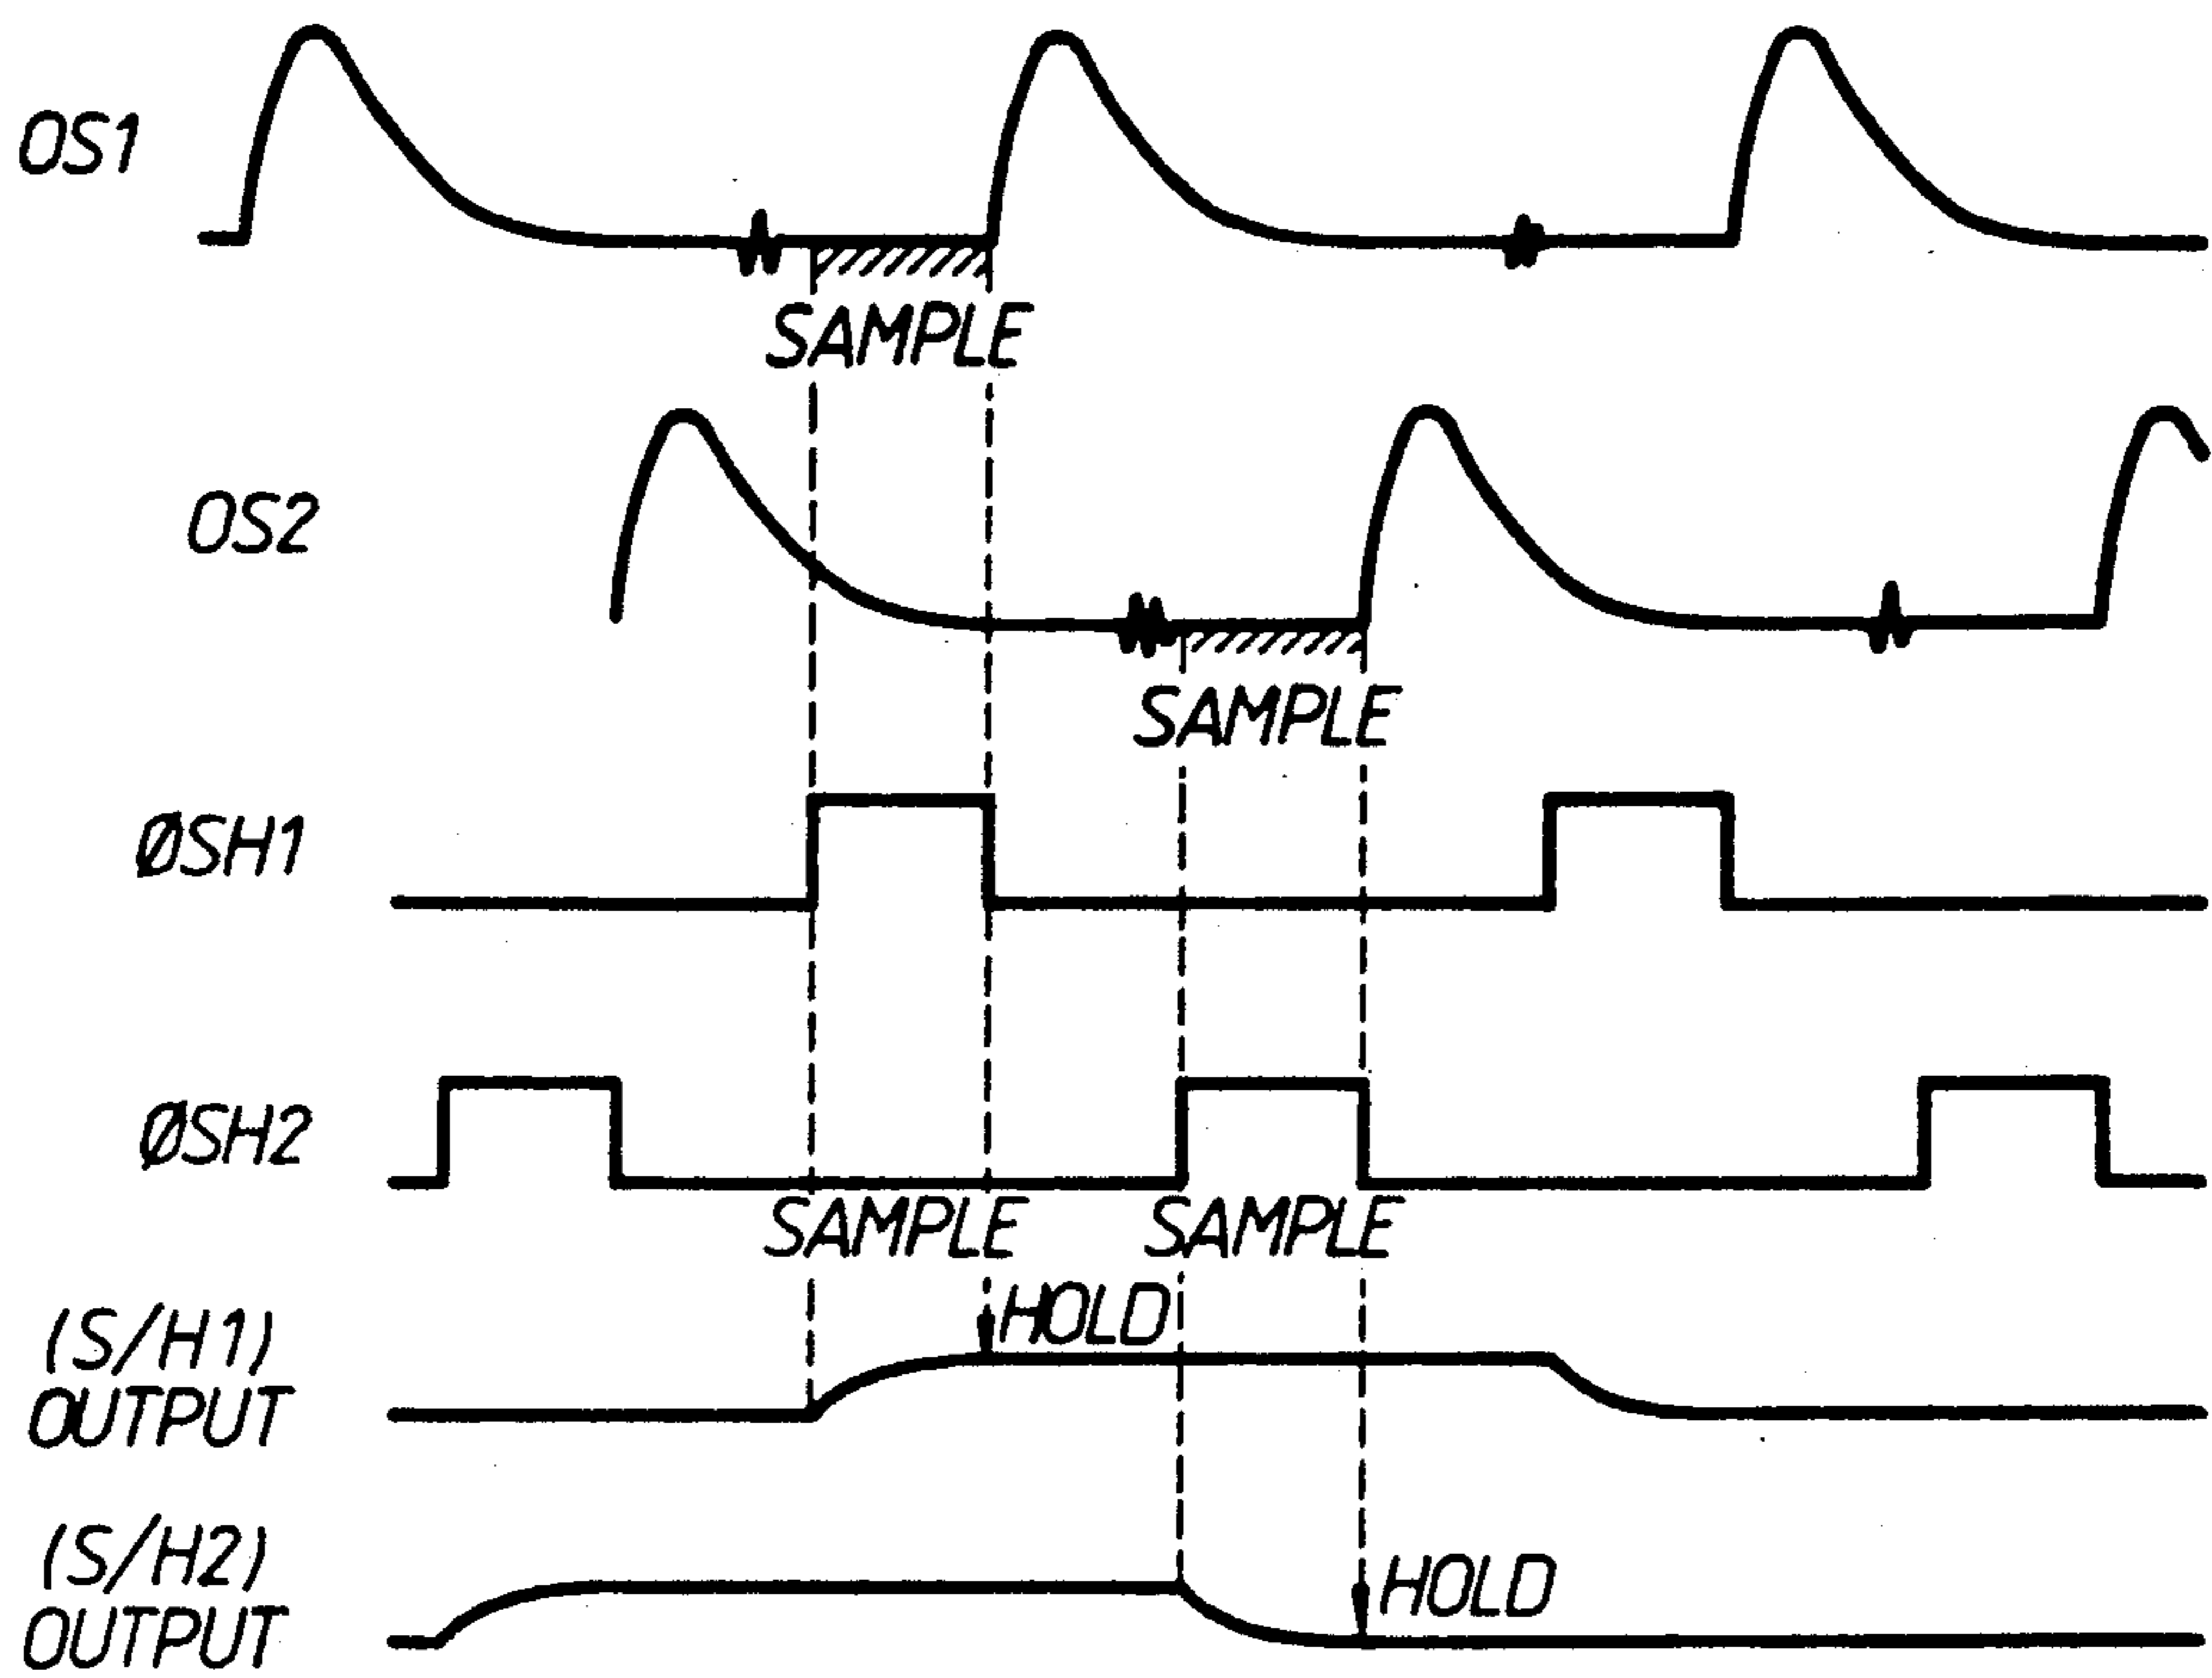 OS1
SAMPLE
OS2
SAMPLE
ØSH1
ØSH2
SAMPLE SAMPLE
HOLD
(S/H1)
OUTPUT
(S/H2)
OUTPUT
HOLD